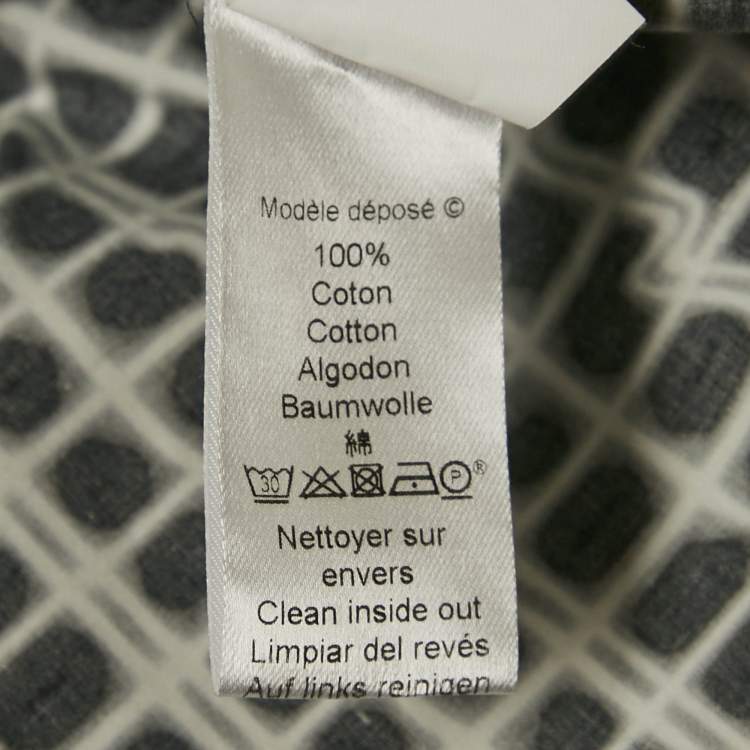 Modèle déposé ©
100%
Coton
Cotton
Algodon
Baumwolle
綿
30 P ®
Nettoyer sur
envers
Clean inside out
Limpiar del revés
Auf links reinigen